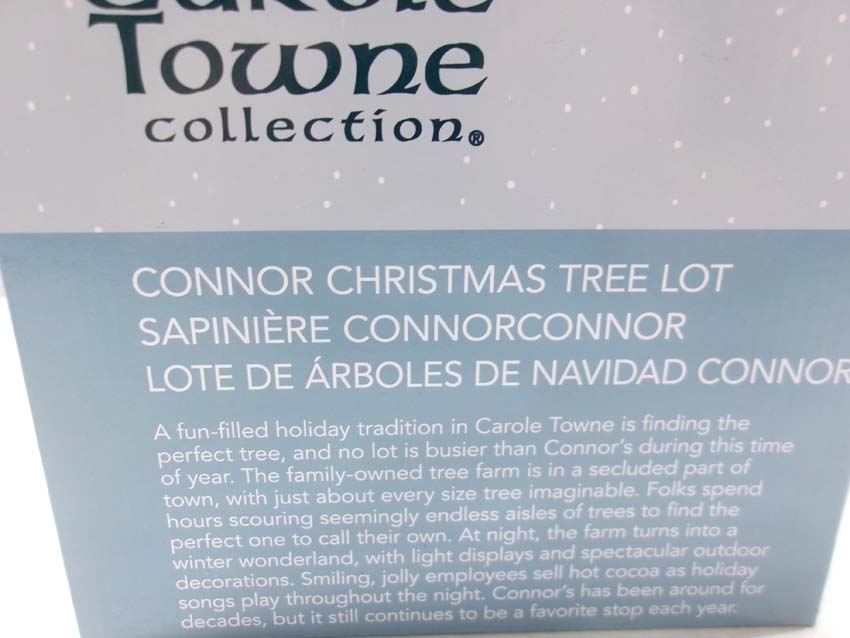 Carole
Towne
collection®
CONNOR CHRISTMAS TREE LOT
SAPINIÈRE CONNORCONNOR
LOTE DE ÁRBOLES DE NAVIDAD CONNOR
A fun-filled holiday tradition in Carole Towne is finding the
perfect tree, and no lot is busier than Connor's during this time
of year. The family-owned tree farm is in a secluded part of
town, with just about every size tree imaginable. Folks spend
hours scouring seemingly endless aisles of trees to find the
perfect one to call their own. At night, the farm turns into a
winter wonderland, with light displays and spectacular outdoor
decorations. Smiling, jolly employees sell hot cocoa as holiday
songs play throughout the night. Connor's has been around for
decades, but it still continues to be a favorite stop each year.